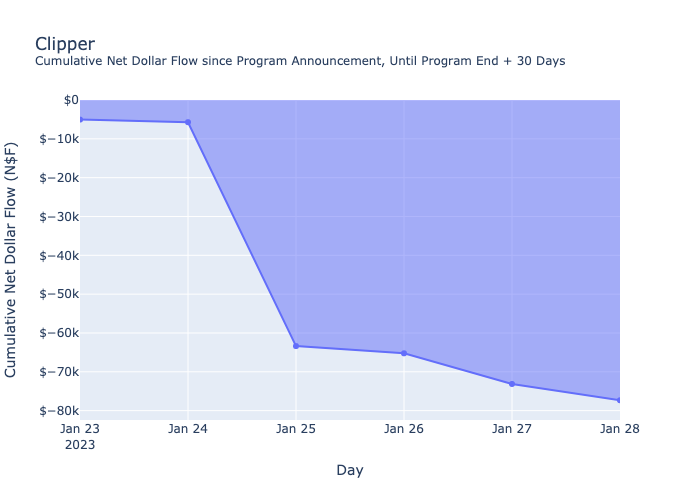 Clipper
Cumulative Net Dollar Flow since Program Announcement, Until Program End + 30 Days
Cumulative Net Dollar Flow (N$F)
$0
$−10k
$−20k
$−30k
$−40k
$−50k
$−60k
$−70k
$−80k
Jan 23
2023
Jan 24
Jan 25
Jan 26
Jan 27
Jan 28
Day